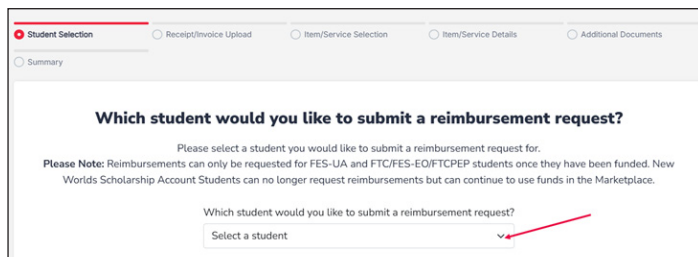 Student Selection
Receipt/Invoice Upload
Item/Service Selection
Item/Service Details
Additional Documents
Summary
Which student would you like to submit a reimbursement request?
Please select a student you would like to submit a reimbursement request for.
Please Note: Reimbursements can only be requested for FES-UA and FTC/FES-EO/FTCPEP students once they have been funded. New
Worlds Scholarship Account Students can no longer request reimbursements but can continue to use funds in the Marketplace.
Which student would you like to submit a reimbursement request?
Select a student